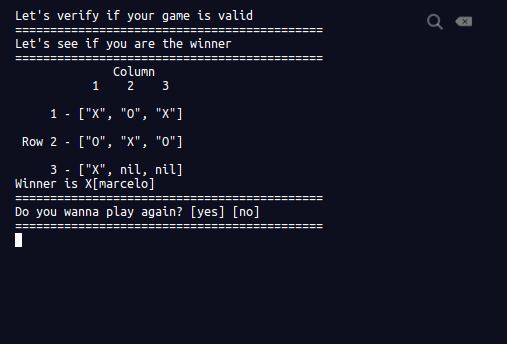 Let's verify if your game is valid
============================================
Let's see if you are the winner
============================================
Column
1 2 3
1 - ["X", "O", "X"]
Row 2 - ["O", "X", "O"]
3 - ["X", nil, nil]
Winner is X[marcelo]
============================================
Do you wanna play again? [yes] [no]
============================================